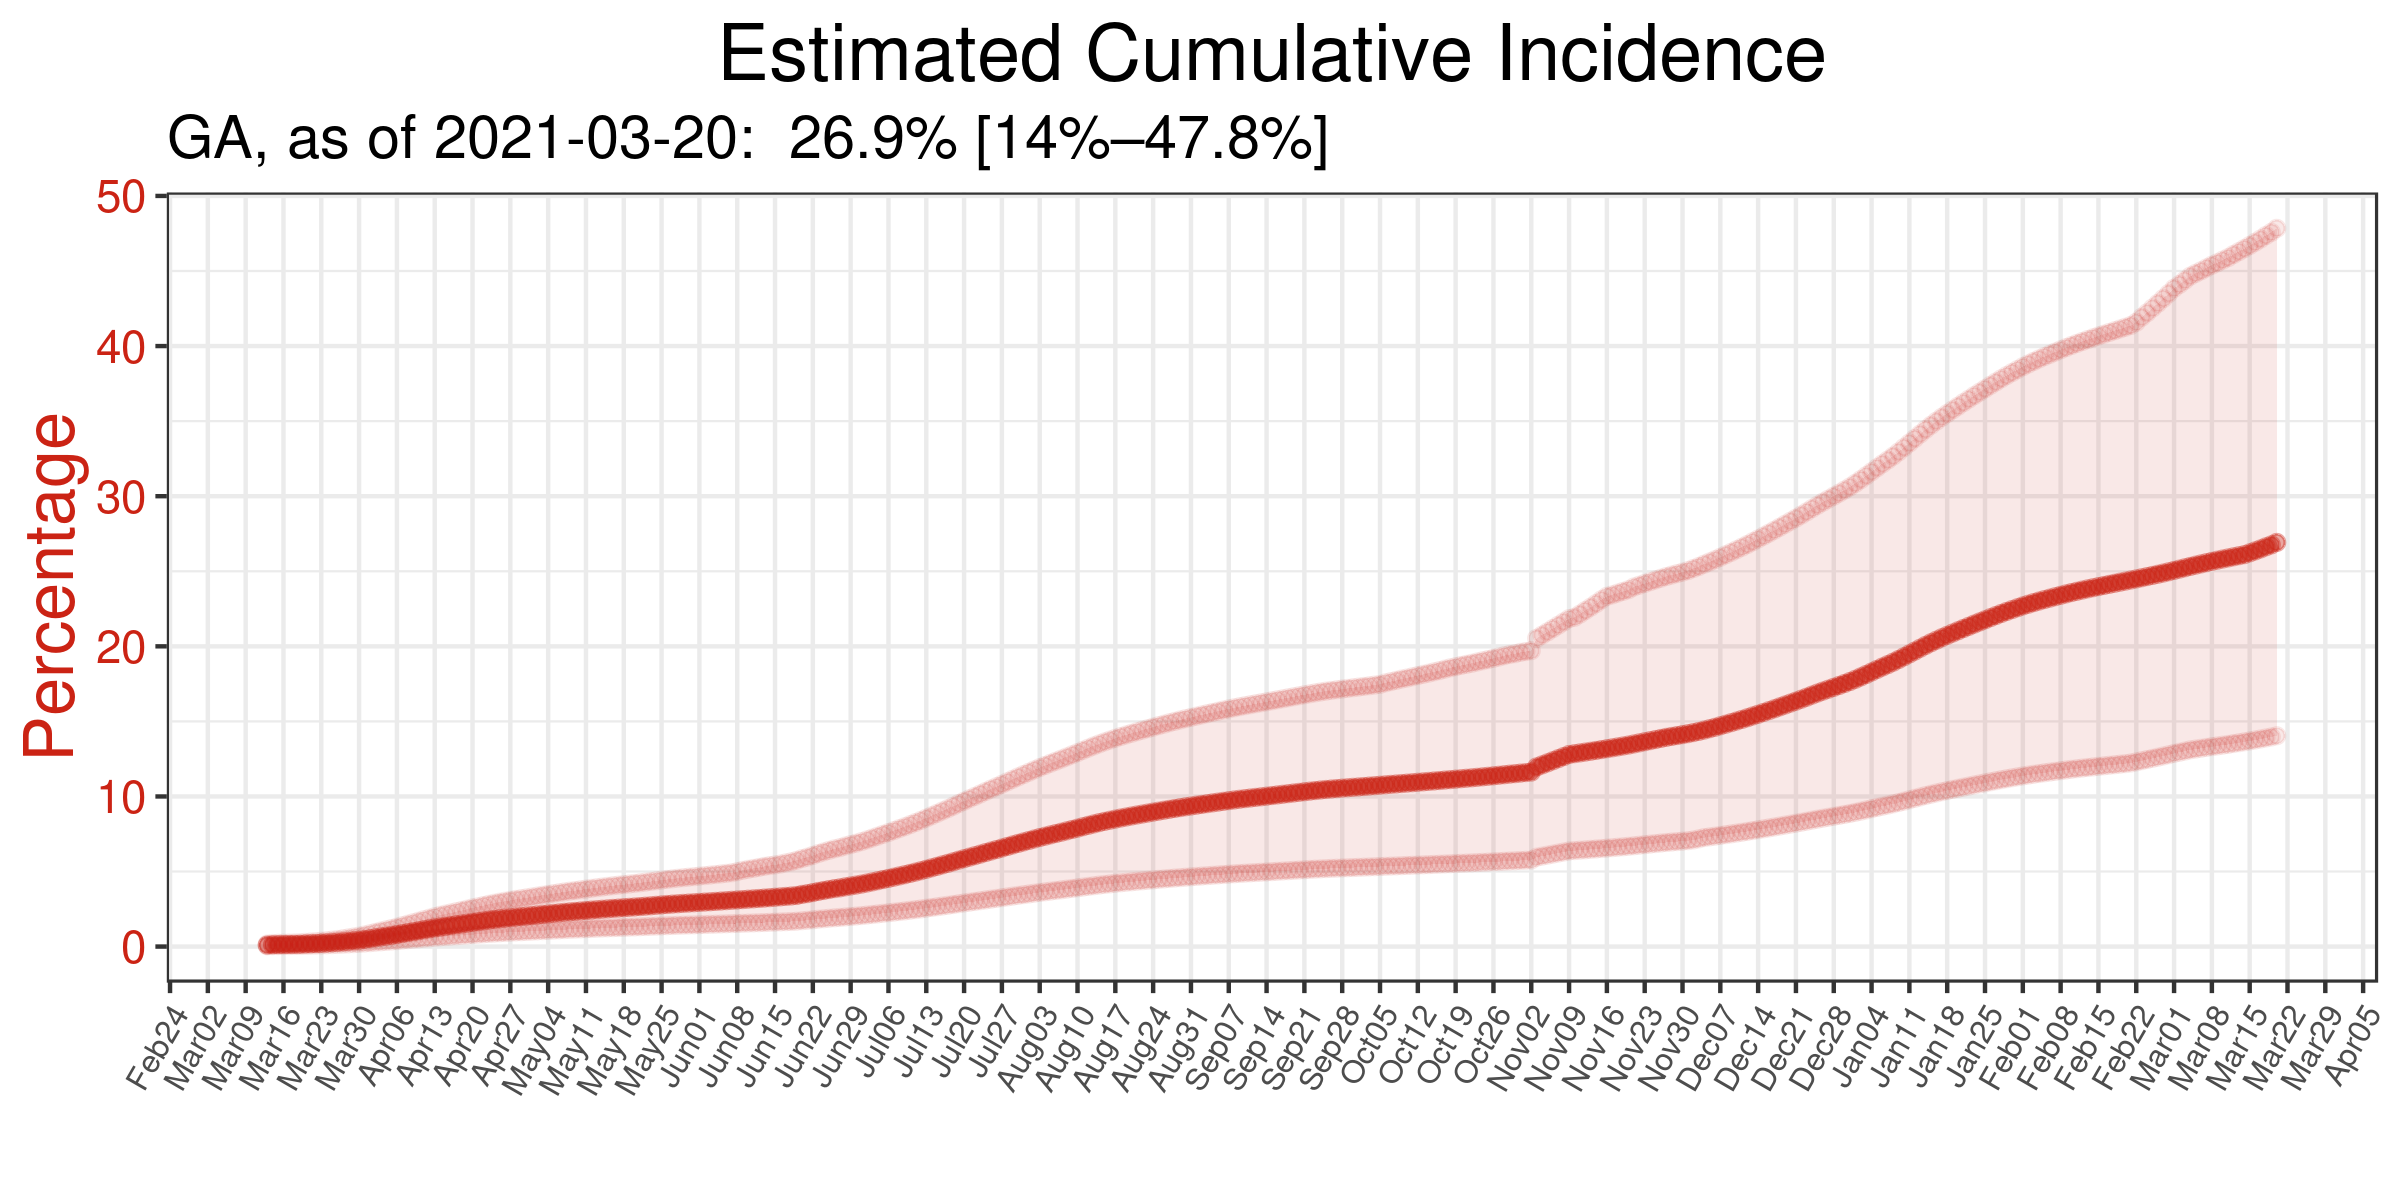 Estimated Cumulative Incidence
GA, as of 2021-03-20:  26.9% [14%–47.8%]
Percentage
50
40
30
20
10
0
Feb24
Mar02
Mar09
Mar16
Mar23
Mar30
Apr06
Apr13
Apr20
Apr27
May04
May11
May18
May25
Jun01
Jun08
Jun15
Jun22
Jun29
Jul06
Jul13
Jul20
Jul27
Aug03
Aug10
Aug17
Aug24
Aug31
Sep07
Sep14
Sep21
Sep28
Oct05
Oct12
Oct19
Oct26
Nov02
Nov09
Nov16
Nov23
Nov30
Dec07
Dec14
Dec21
Dec28
Jan04
Jan11
Jan18
Jan25
Feb01
Feb08
Feb15
Feb22
Mar01
Mar08
Mar15
Mar22
Mar29
Apr05